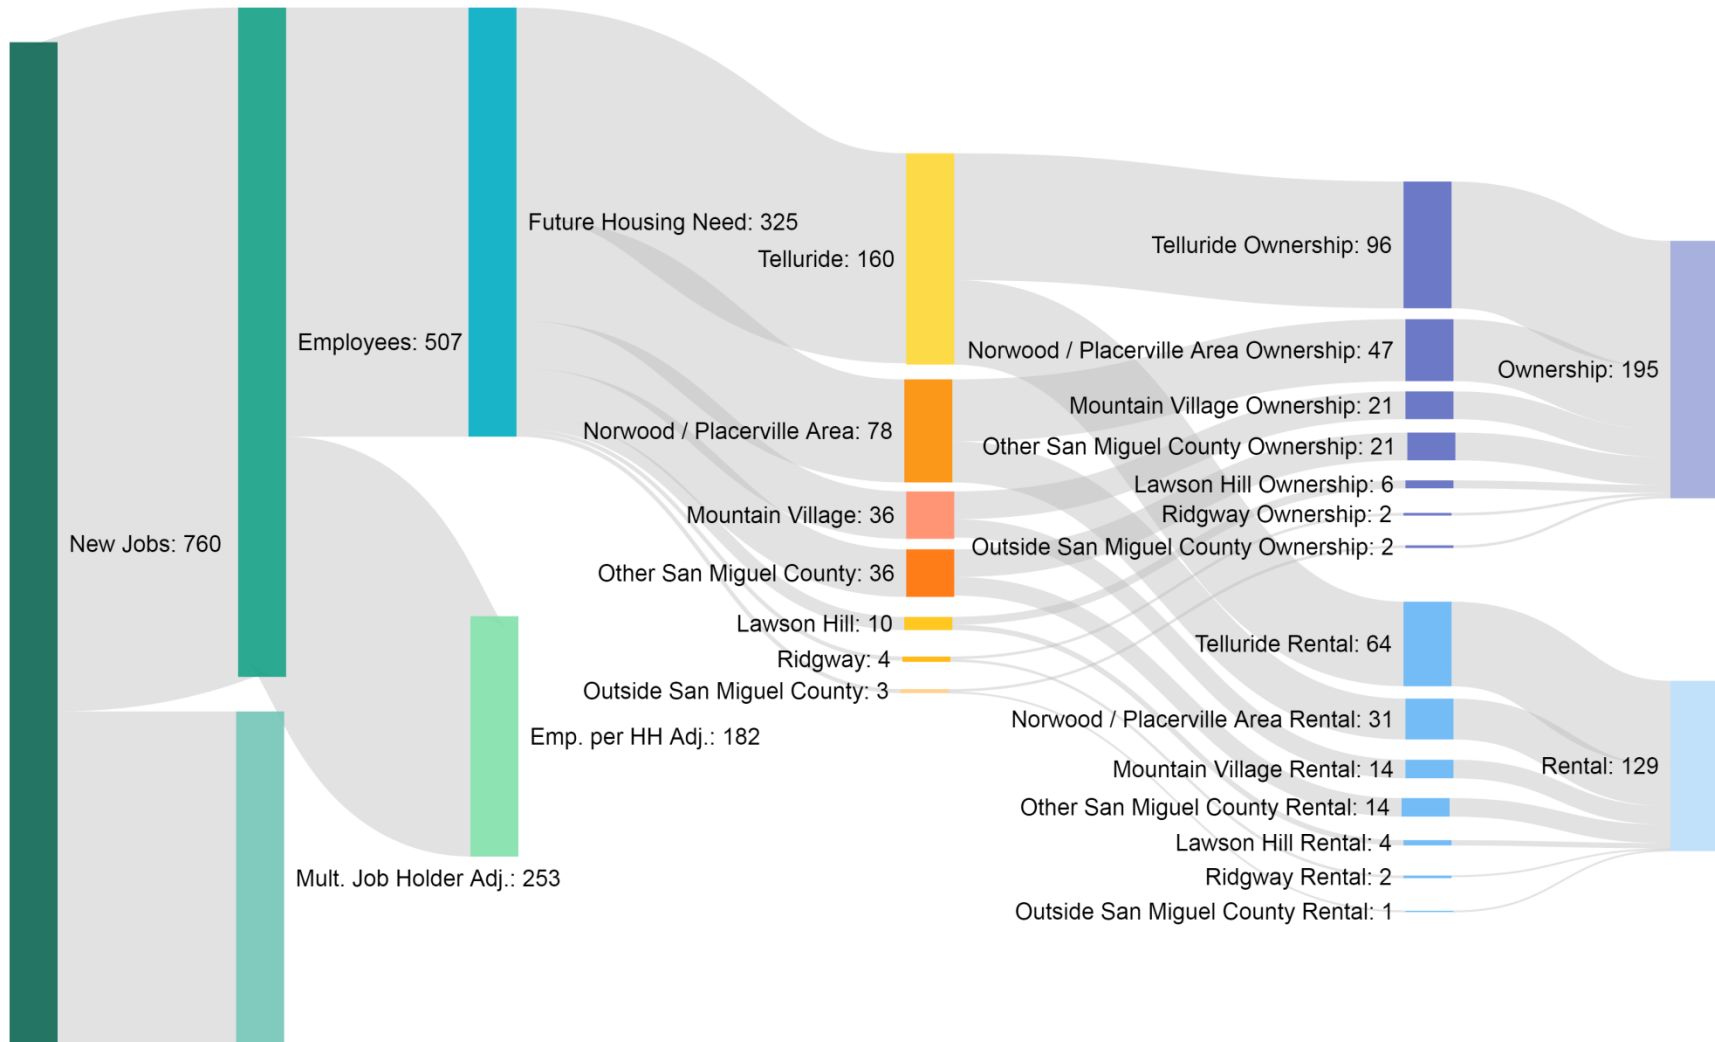 New Jobs: 760
Employees: 507
Mult. Job Holder Adj.: 253
Future Housing Need: 325
Emp. per HH Adj.: 182
Telluride: 160
Norwood / Placerville Area: 78
Mountain Village: 36
Other San Miguel County: 36
Lawson Hill: 10
Ridgway: 4
Outside San Miguel County: 3
Telluride Ownership: 96
Norwood / Placerville Area Ownership: 47
Mountain Village Ownership: 21
Other San Miguel County Ownership: 21
Lawson Hill Ownership: 6
Ridgway Ownership: 2
Outside San Miguel County Ownership: 2
Telluride Rental: 64
Norwood / Placerville Area Rental: 31
Mountain Village Rental: 14
Other San Miguel County Rental: 14
Lawson Hill Rental: 4
Ridgway Rental: 2
Outside San Miguel County Rental: 1
Ownership: 195
Rental: 129